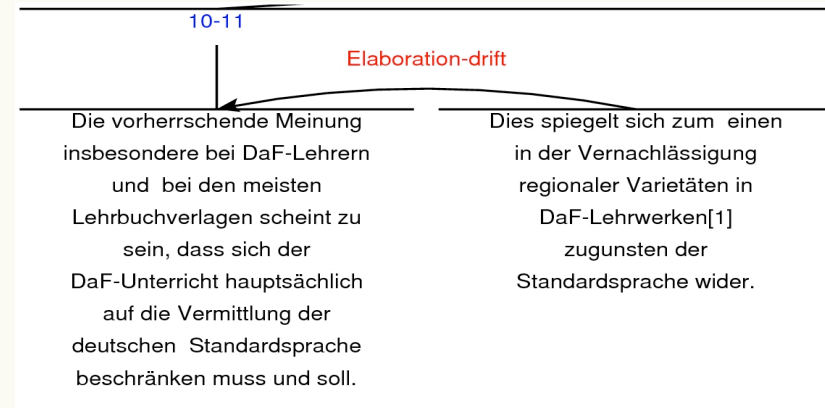 10-11
Elaboration-drift
Die vorherrschende Meinung
insbesondere bei DaF-Lehrern
und bei den meisten
Lehrbuchverlagen scheint zu
sein, dass sich der
DaF-Unterricht hauptsächlich
auf die Vermittlung der
deutschen Standardsprache
beschränken muss und soll.
Dies spiegelt sich zum einen
in der Vernachlässigung
regionaler Varietäten in
DaF-Lehrwerken[1]
zugunsten der
Standardsprache wider.